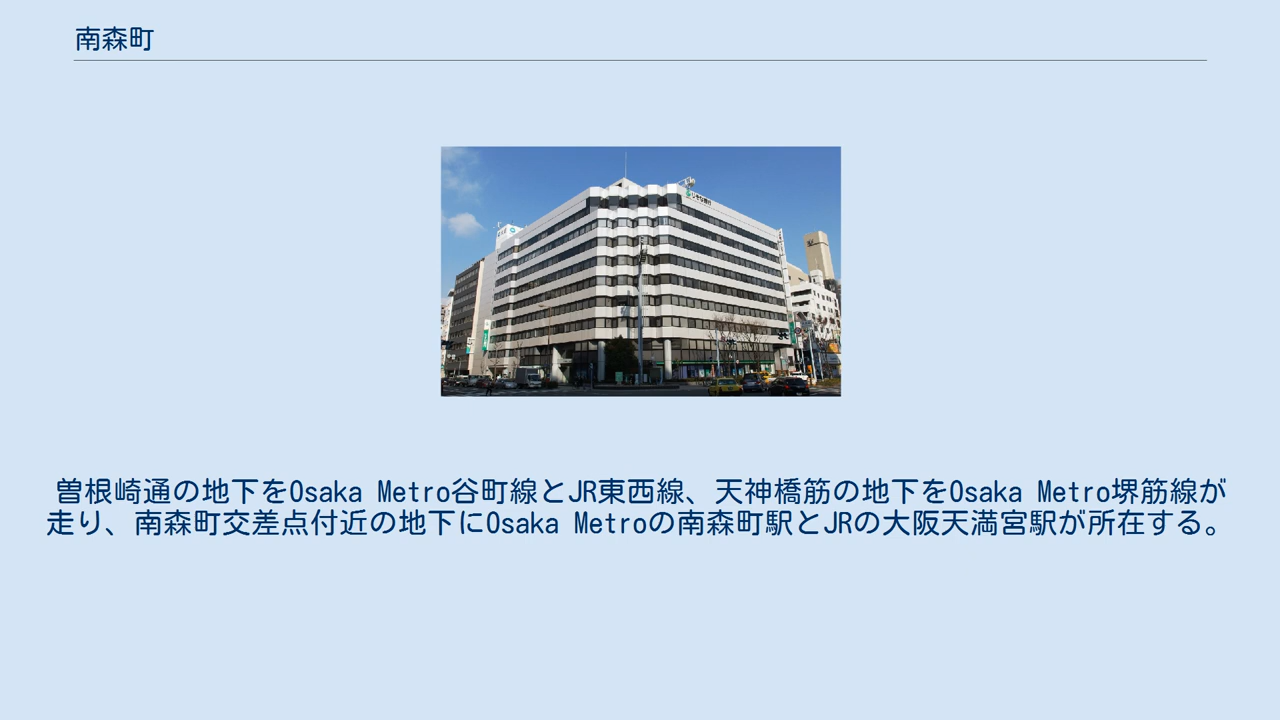 南森町
曽根崎通の地下をOsaka Metro谷町線とJR東西線、天神橋筋の地下をOsaka Metro堺筋線が
走り、南森町交差点付近の地下にOsaka Metroの南森町駅とJRの大阪天満宮駅が所在する。